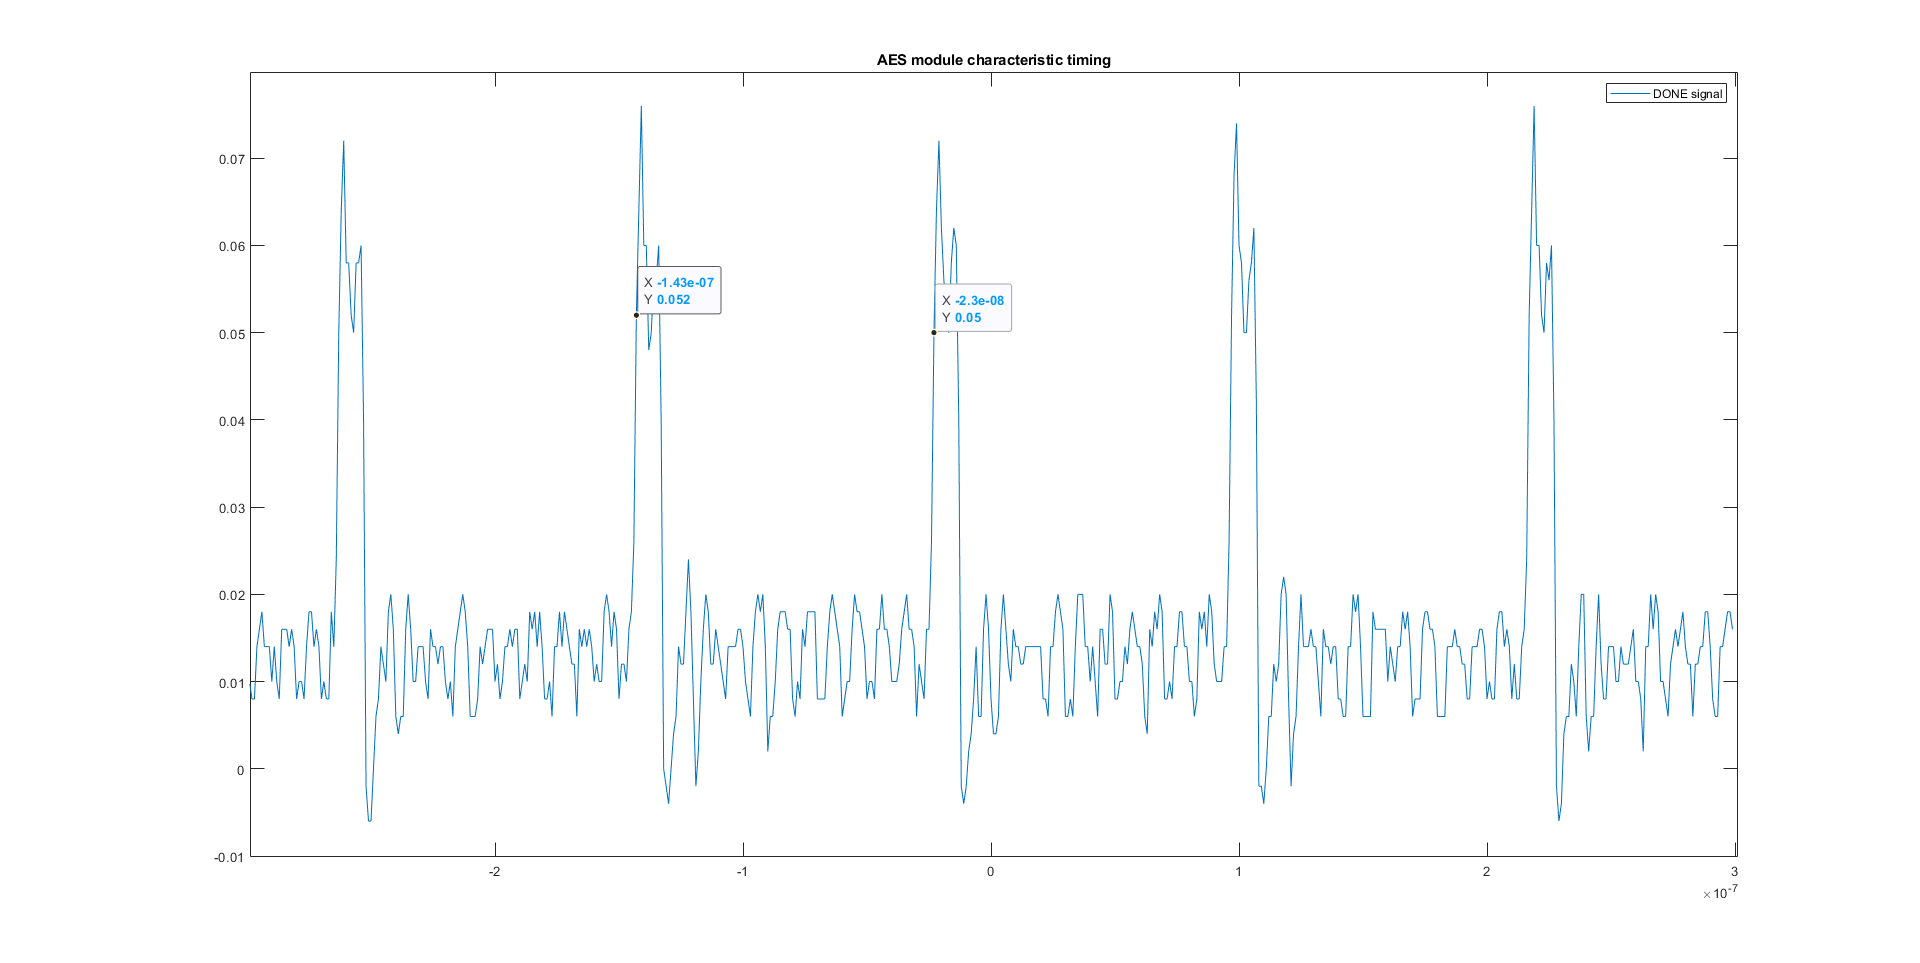 AES module characteristic timing
DONE signal
0.07
0.06
X -1.43e-07
Y 0.052
X -2.3e-08
Y 0.05
0.05
0.04
0.03
0.02
0.01
0
-0.01
-2 -1 0 1 2 3
×10-7